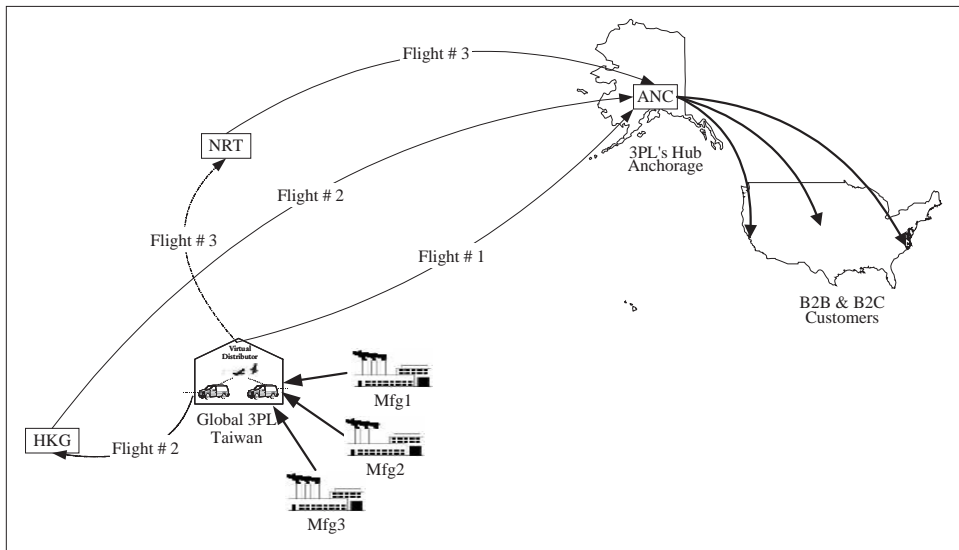 Flight # 3
ANC
NRT
3PL's Hub
Anchorage
Flight # 2
Flight # 3
Flight # 1
B2B & B2C
Customers
Virtual
Distributor
Mfg1
Global 3PL
Taiwan
HKG
Flight # 2
Mfg2
Mfg3